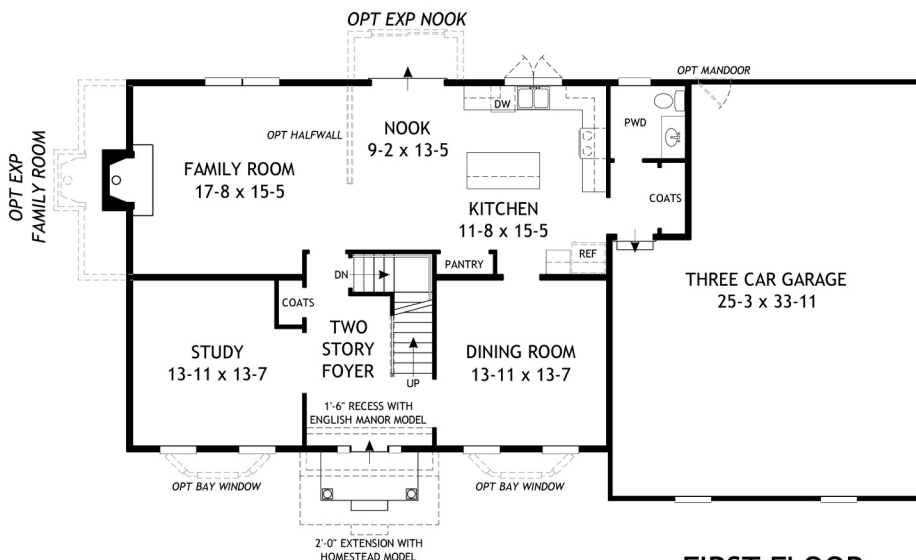 OPT EXP NOOK
OPT MANDOOR
DW
PWD
OPT HALFWALL
NOOK
9-2 x 13-5
OPT EXP
FAMILY ROOM
FAMILY ROOM
17-8 x 15-5
COATS
KITCHEN
11-8 x 15-5
REF
PANTRY
DN
THREE CAR GARAGE
25-3 x 33-11
COATS
TWO
STORY
FOYER
STUDY
13-11 x 13-7
DINING ROOM
13-11 x 13-7
UP
1'-6" RECESS WITH
ENGLISH MANOR MODEL
OPT BAY WINDOW
OPT BAY WINDOW
2'-0" EXTENSION WITH
HOMESTEAD MODEL
FIRST FLOOR